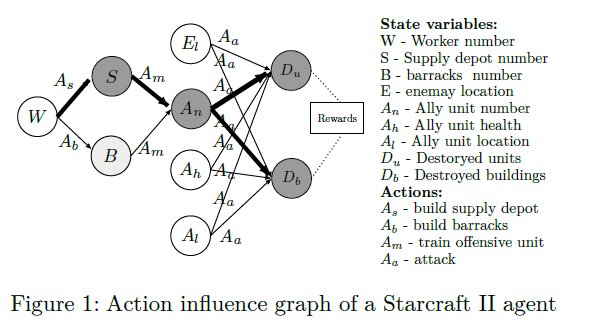 E_l
A_a
A_a
D_u
S
A_m
A_s
A_a
W
A_n
Rewards
A_a
A_b
B
A_m
A_a
A_h
A_a
D_b
A_a
A_l
A_a
State variables:
W - Worker number
S - Supply depot number
B - barracks number
E - enemay location
A_n - Ally unit number
A_h - Ally unit health
A_l - Ally unit location
D_u - Destoryed units
D_b - Destroyed buildings
Actions:
A_s - build supply depot
A_b - build barracks
A_m - train offensive unit
A_a - attack
Figure 1: Action influence graph of a Starcraft II agent